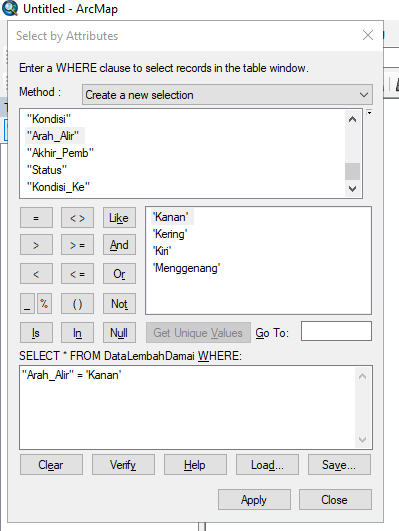 Untitled - ArcMap
Select by Attributes
Enter a WHERE clause to select records in the table window.
Method : Create a new selection
"Kondisi"
"Arah_Alir"
"Akhir_Pemb"
"Status"
"Kondisi_Ke"
= < > Like
> > = And
< < = Or
_ % ( ) Not
Is In Null
'Kanan'
'Kering'
'Kiri'
'Menggenang'
Get Unique Values Go To:
SELECT * FROM DataLembahDamai WHERE:
"Arah_Alir" = 'Kanan'
Clear Verify Help Load... Save...
Apply Close